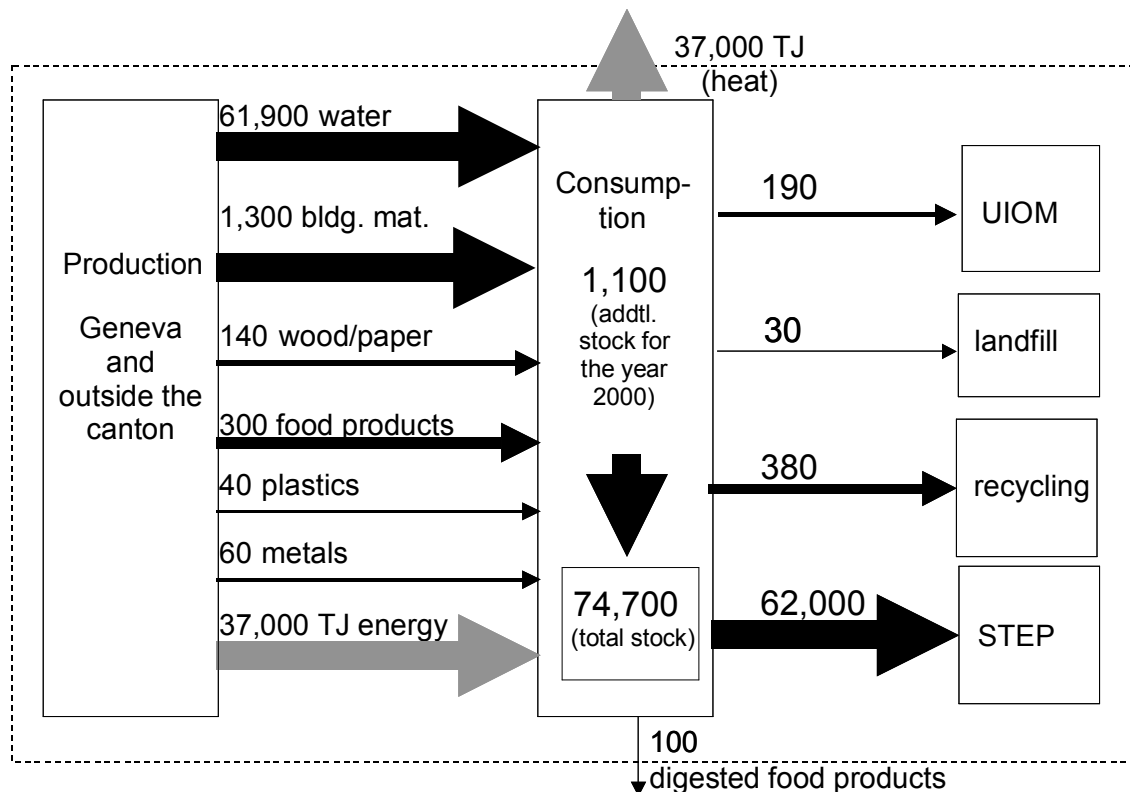 37,000 TJ
(heat)
61,900 water
1,300 bldg. mat.
Production
Geneva
and
outside the
canton
140 wood/paper
300 food products
40 plastics
60 metals
37,000 TJ energy
Consump-
tion
1,100
(addtl.
stock for
the year
2000)
74,700
(total stock)
190
UIOM
30
landfill
380
recycling
62,000
STEP
100
digested food products